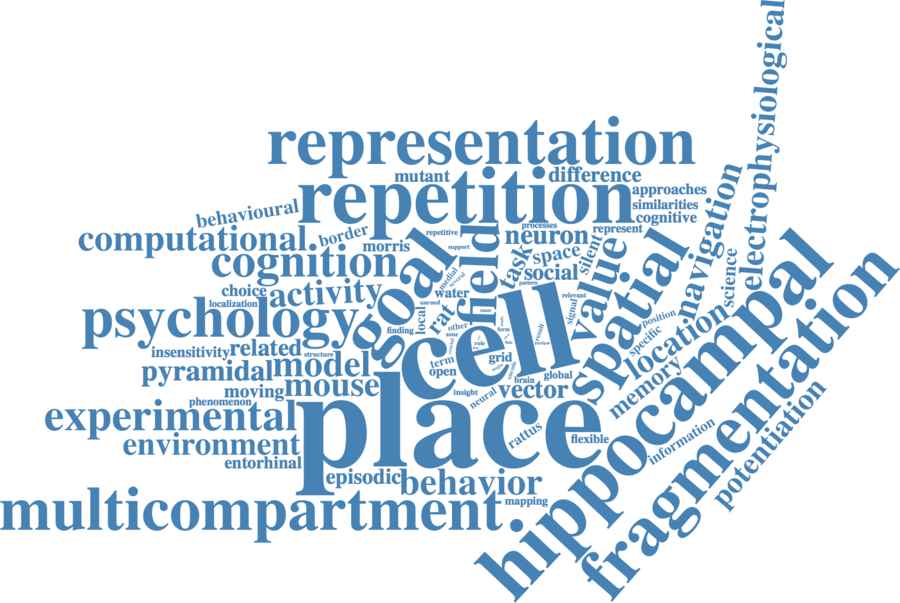 electrophysiological
representation
mutant
difference
repetition
approaches
similarities
cognitive
behavioural
processes
represent
computational
border
morris
repetitive
support
neuron
navigation
cognition
goal
field
task
space
silent
value
spatial
science
choice
activity
medial
several
social
pattern
localization
uncued
water
relevant
psychology
finding
local
rat
other
cell
signal
position
location
hippocampal
fragmentation
insensitivity
related
structure
specific
role
form
result
review
pyramidal
model
term
open
grid
memory
moving
mouse
insight
brain
global
vector
phenomenon
neural
experimental
place
environment
rattus
flexible
information
potentiation
entorhinal
episodic
behavior
mapping
multicompartment.